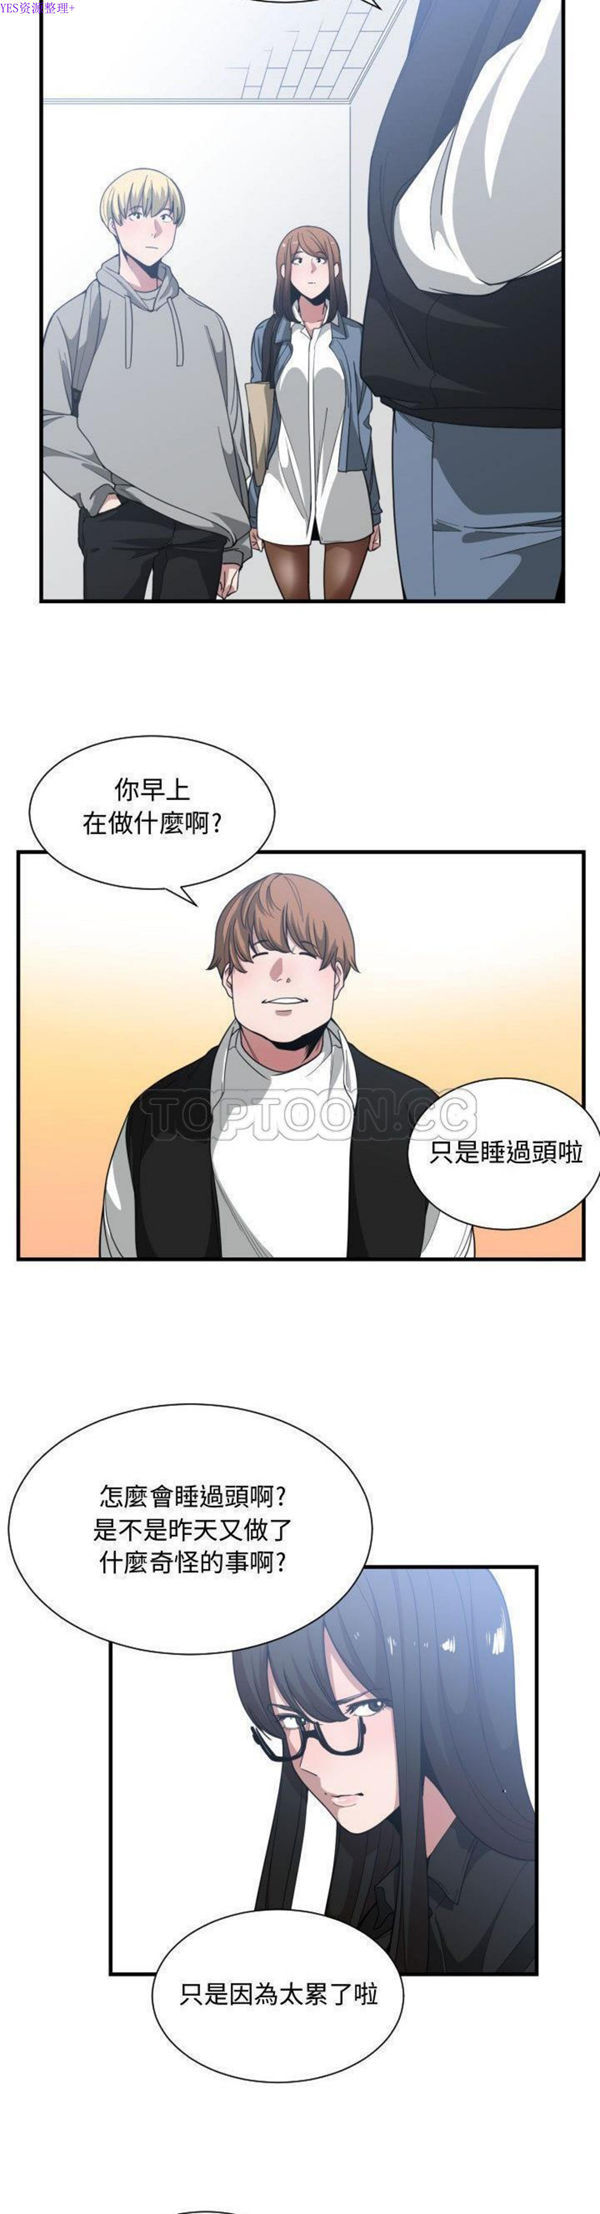 YES资源整理+
你早上
在做什麼啊?
TOPTOON.CC
只是睡過頭啦
怎麼會睡過頭啊?
是不是昨天又做了
什麼奇怪的事啊?
只是因為太累了啦